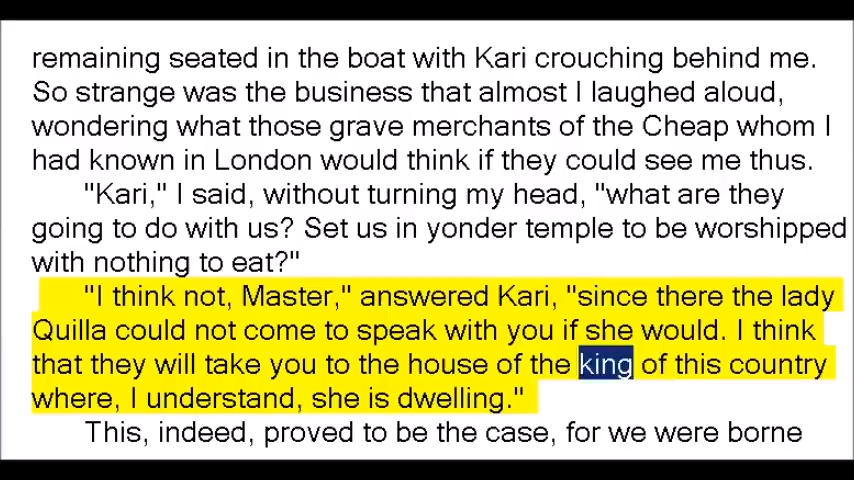 remaining seated in the boat with Kari crouching behind me.
So strange was the business that almost I laughed aloud,
wondering what those grave merchants of the Cheap whom I
had known in London would think if they could see me thus.
"Kari," I said, without turning my head, "what are they
going to do with us? Set us in yonder temple to be worshipped
with nothing to eat?"
"I think not, Master," answered Kari, "since there the lady
Quilla could not come to speak with you if she would. I think
that they will take you to the house of the king of this country
where, I understand, she is dwelling."
This, indeed, proved to be the case, for we were borne